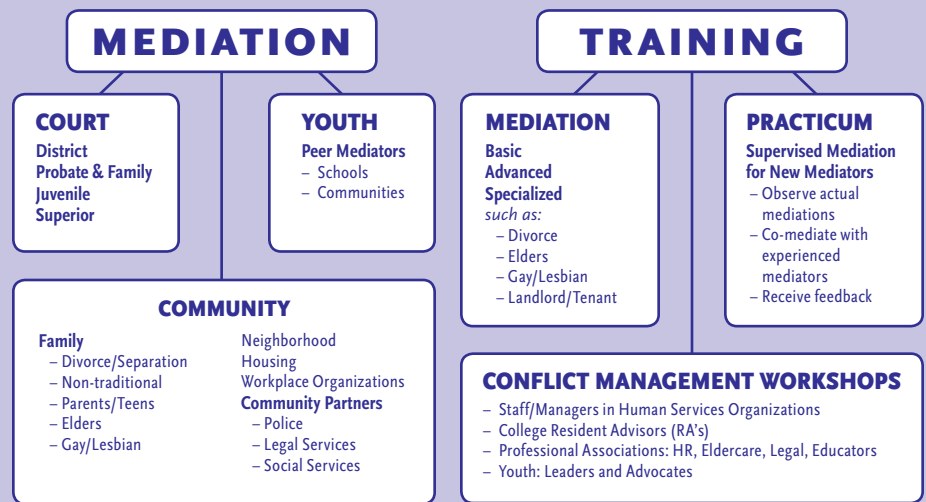 MEDIATION
COURT
District
Probate & Family
Juvenile
Superior
YOUTH
Peer Mediators
– Schools
– Communities
COMMUNITY
Family
– Divorce/Separation
– Non-traditional
– Parents/Teens
– Elders
– Gay/Lesbian
Neighborhood
Housing
Workplace Organizations
Community Partners
– Police
– Legal Services
– Social Services
TRAINING
MEDIATION
Basic
Advanced
Specialized
such as:
– Divorce
– Elders
– Gay/Lesbian
– Landlord/Tenant
PRACTICUM
Supervised Mediation
for New Mediators
– Observe actual
mediations
– Co-mediate with
experienced
mediators
– Receive feedback
CONFLICT MANAGEMENT WORKSHOPS
– Staff/Managers in Human Services Organizations
– College Resident Advisors (RA's)
– Professional Associations: HR, Eldercare, Legal, Educators
– Youth: Leaders and Advocates